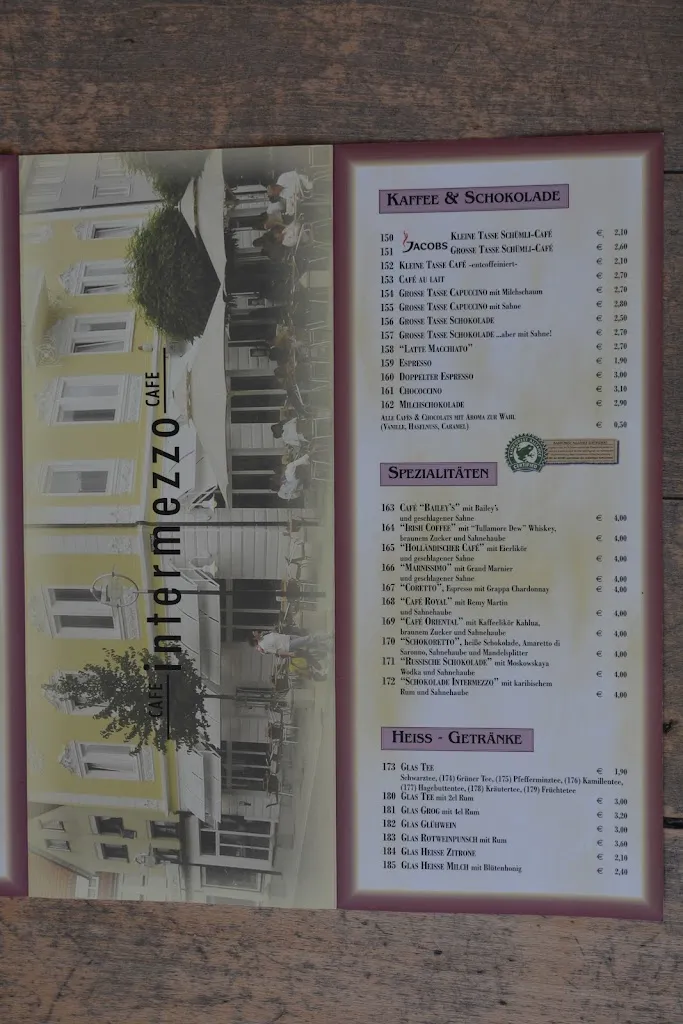 CAFE intermezzo CAFE
KAFFEE & SCHOKOLADE
150 JACOBS KLEINE TASSE SCHÜMLI-CAFÉ € 2,10
151 GROSSE TASSE SCHÜMLI-CAFÉ € 2,60
152 KLEINE TASSE CAFÉ -entcoffeiniert- € 2,10
153 CAFÉ AU LAIT € 2,70
154 GROSSE TASSE CAPUCCINO mit Milchschaum € 2,70
155 GROSSE TASSE CAPUCCINO mit Sahne € 2,80
156 GROSSE TASSE SCHOKOLADE € 2,50
157 GROSSE TASSE SCHOKOLADE ...aber mit Sahne! € 2,70
158 "LATTE MACCHIATO" € 2,70
159 ESPRESSO € 1,90
160 DOPPELTER ESPRESSO € 3,00
161 CHOCOCCINO € 3,10
162 MILCHSCHOKOLADE € 2,90
ALLE CAFÉS & CHOCOLATS MIT AROMA ZUR WAHL
(VANILLE, HASELNUSS, CARAMEL) € 0,50
CERTIFIED
SPEZIALITÄTEN
163 CAFÉ "BAILEY'S" mit Bailey's
und geschlagener Sahne € 4,00
164 "IRISH COFFEE" mit "Tullamore Dew" Whiskey,
braunem Zucker und Sahnehaube € 4,00
165 "HOLLÄNDISCHER CAFÉ" mit Eierlikör
und geschlagener Sahne € 4,00
166 "MARNISSIMO" mit Grand Marnier
und geschlagener Sahne € 4,00
167 "CORETTO", Espresso mit Grappa Chardonnay € 4,00
168 "CAFÉ ROYAL" mit Remy Martin
und Sahnehaube € 4,00
169 "CAFÉ ORIENTAL" mit Kaffeelikör Kahlua,
braunem Zucker und Sahnehaube € 4,00
170 "SCHOKORETTO", heiße Schokolade, Amaretto di
Saronno, Sahnehaube und Mandelsplitter € 4,00
171 "RUSSISCHE SCHOKOLADE" mit Moskowskaya
Wodka und Sahnehaube € 4,00
172 "SCHOKOLADE INTERMEZZO" mit karibischem
Rum und Sahnehaube € 4,00
HEISS - GETRÄNKE
173 GLAS TEE € 1,90
Schwarztee, (174) Grüner Tee, (175) Pfefferminztee, (176) Kamillentee,
(177) Hagebuttentee, (178) Kräutertee, (179) Früchtetee
180 GLAS TEE mit 2cl Rum € 3,00
181 GLAS GROG mit 4cl Rum € 3,20
182 GLAS GLÜHWEIN € 3,00
183 GLAS ROTWEINPUNSCH mit Rum € 3,60
184 GLAS HEISSE ZITRONE € 2,10
185 GLAS HEISSE MILCH mit Blütenhonig € 2,40